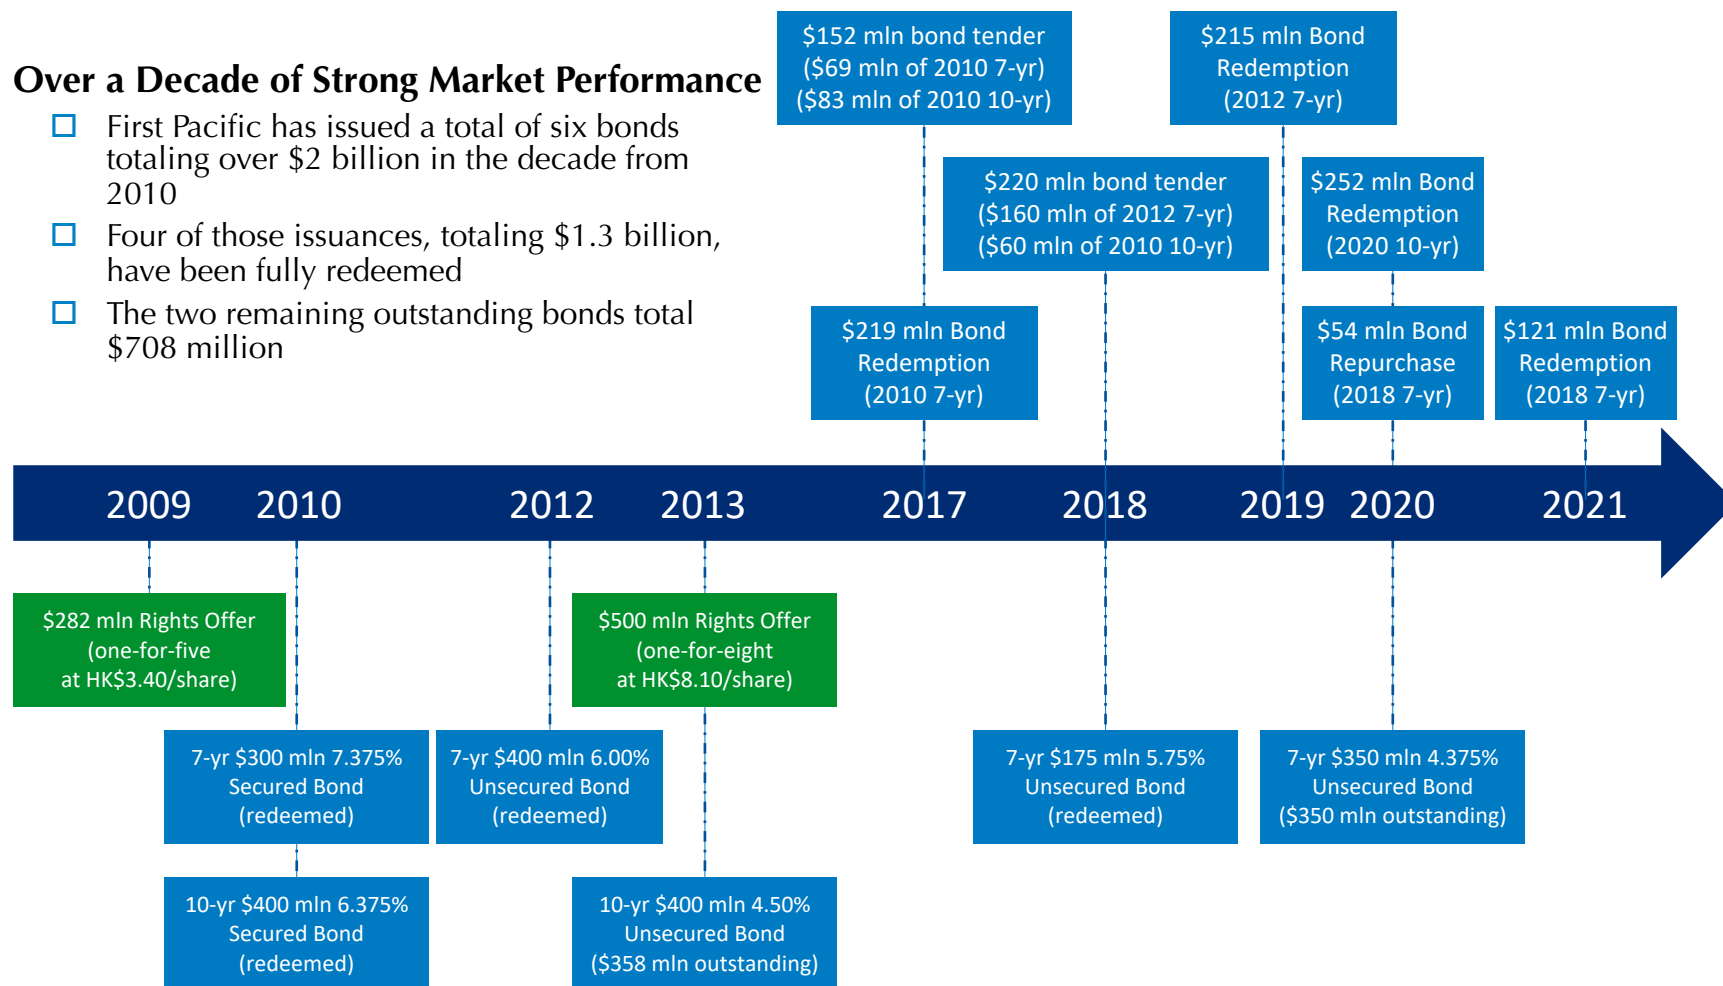 Over a Decade of Strong Market Performance
First Pacific has issued a total of six bonds
totaling over $2 billion in the decade from
2010
Four of those issuances, totaling $1.3 billion,
have been fully redeemed
The two remaining outstanding bonds total
$708 million
$152 mln bond tender
($69 mln of 2010 7-yr)
($83 mln of 2010 10-yr)
$215 mln Bond
Redemption
(2012 7-yr)
$220 mln bond tender
($160 mln of 2012 7-yr)
($60 mln of 2010 10-yr)
$252 mln Bond
Redemption
(2020 10-yr)
$219 mln Bond
Redemption
(2010 7-yr)
$54 mln Bond
Repurchase
(2018 7-yr)
$121 mln Bond
Redemption
(2018 7-yr)
2009 2010 2012 2013 2017 2018 2019 2020 2021
$282 mln Rights Offer
(one-for-five
at HK$3.40/share)
$500 mln Rights Offer
(one-for-eight
at HK$8.10/share)
7-yr $300 mln 7.375%
Secured Bond
(redeemed)
7-yr $400 mln 6.00%
Unsecured Bond
(redeemed)
7-yr $175 mln 5.75%
Unsecured Bond
(redeemed)
7-yr $350 mln 4.375%
Unsecured Bond
($350 mln outstanding)
10-yr $400 mln 6.375%
Secured Bond
(redeemed)
10-yr $400 mln 4.50%
Unsecured Bond
($358 mln outstanding)